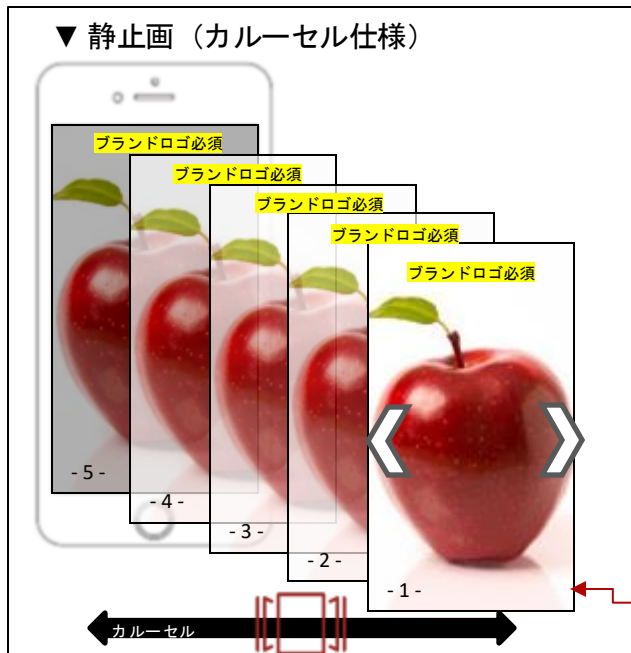 ▼ 静止画（カルーセル仕様）
ブランドロゴ必須
ブランドロゴ必須
ブランドロゴ必須
ブランドロゴ必須
ブランドロゴ必須
- 5 -
- 4 -
- 3 -
- 2 -
- 1 -
カルーセル